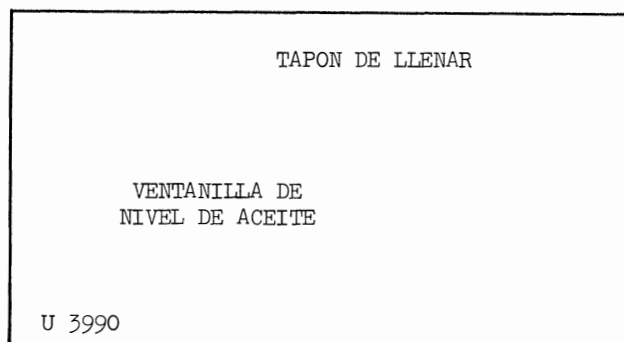 TAPON DE LLENAR
VENTANILLA DE
NIVEL DE ACEITE
U 3990